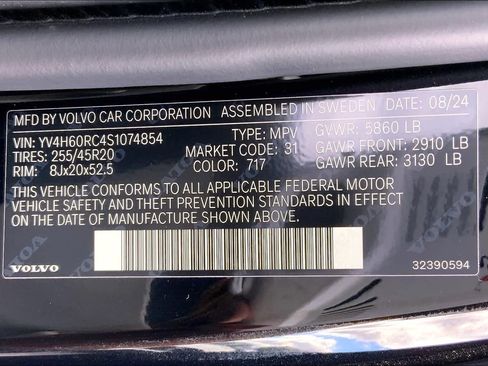 MFD BY VOLVO CAR CORPORATION ASSEMBLED IN SWEDEN DATE: 08/24
VIN: YV4H60RC4S1074854 TYPE: MPV GVWR: 5860 LB
TIRES: 255/45R20 MARKET CODE: 31 GAWR FRONT: 2910 LB
RIM: 8Jx20x52.5 COLOR: 717 GAWR REAR: 3130 LB
THIS VEHICLE CONFORMS TO ALL APPLICABLE FEDERAL MOTOR
VEHICLE SAFETY AND THEFT PREVENTION STANDARDS IN EFFECT
ON THE DATE OF MANUFACTURE SHOWN ABOVE.
VOLVO 32390594